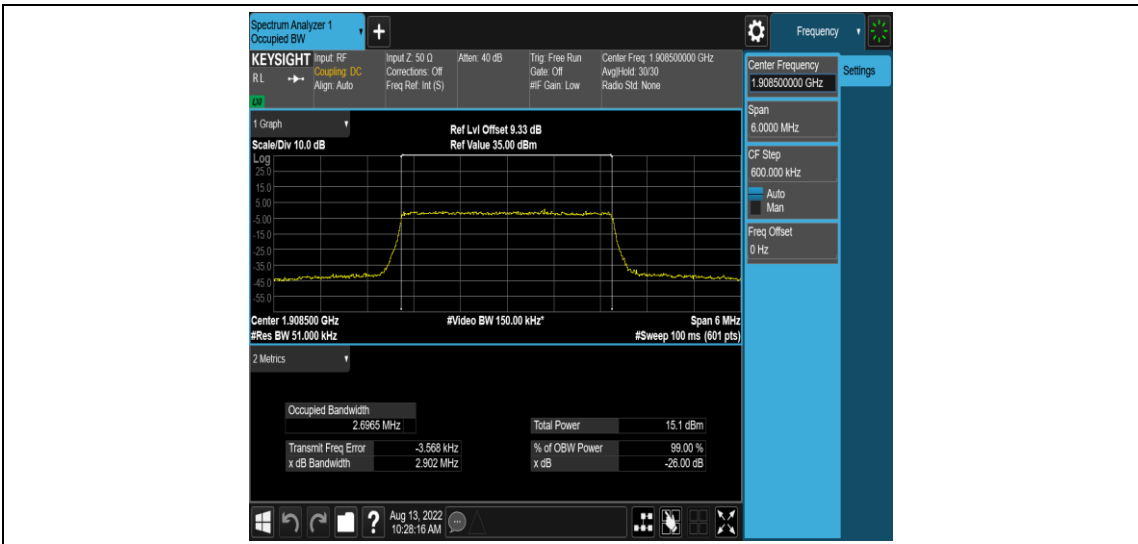 Spectrum Analyzer 1
Occupied BW
+
Frequency
KEYSIGHT
RL
LXI
Input: RF
Coupling: DC
Align: Auto
Input Z: 50 Ω
Corrections: Off
Freq Ref: Int (S)
Atten: 40 dB
Trig: Free Run
Gate: Off
#IF Gain: Low
Center Freq: 1.908500000 GHz
Avg|Hold: 30/30
Radio Std: None
Center Frequency
1.908500000 GHz
Settings
Span
6.0000 MHz
CF Step
600.000 kHz
Auto
Man
Freq Offset
0 Hz
1 Graph
Scale/Div 10.0 dB
Ref Lvl Offset 9.33 dB
Ref Value 35.00 dBm
Log
25.0
15.0
5.00
-5.00
-15.0
-25.0
-35.0
-45.0
-55.0
Center 1.908500 GHz
#Video BW 150.00 kHz*
Span 6 MHz
#Res BW 51.000 kHz
#Sweep 100 ms (601 pts)
2 Metrics
Occupied Bandwidth
2.6965 MHz
Total Power 15.1 dBm
Transmit Freq Error -3.568 kHz
% of OBW Power 99.00 %
x dB Bandwidth 2.902 MHz
x dB -26.00 dB
?
Aug 13, 2022
10:28:16 AM